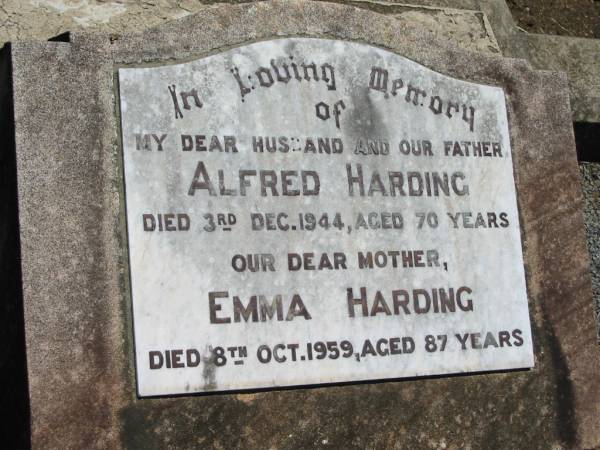 In Loving Memory
of
MY DEAR HUSBAND AND OUR FATHER
ALFRED HARDING
DIED 3RD DEC. 1944, AGED 70 YEARS
OUR DEAR MOTHER,
EMMA HARDING
DIED 8TH OCT. 1959, AGED 87 YEARS